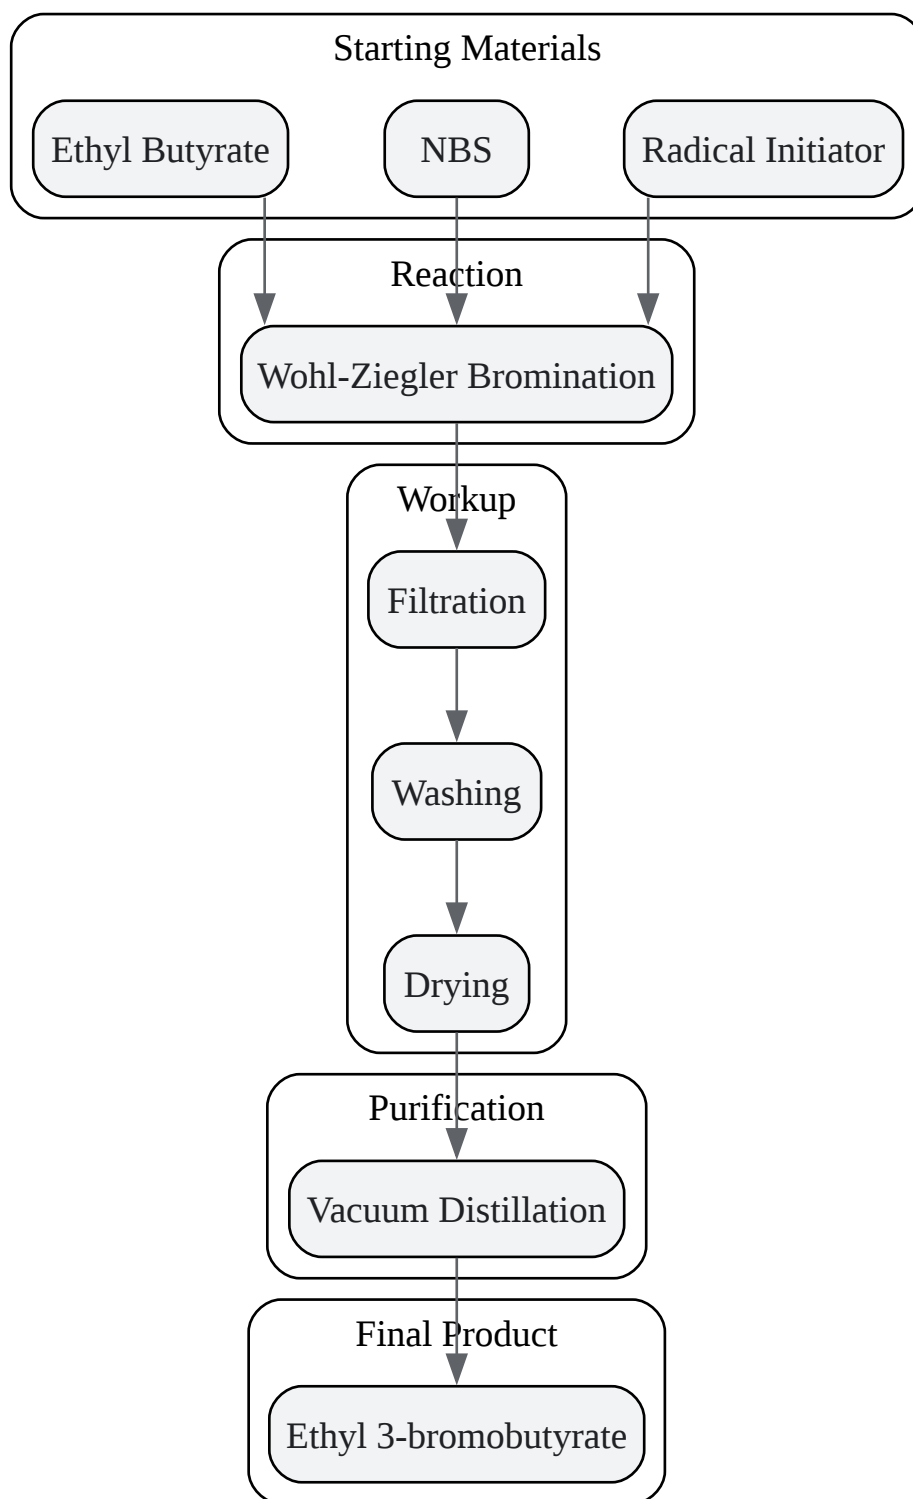 Starting Materials
Ethyl Butyrate
NBS
Radical Initiator
Reaction
Wohl-Ziegler Bromination
Workup
Filtration
Washing
Drying
Purification
Vacuum Distillation
Final Product
Ethyl 3-bromobutyrate